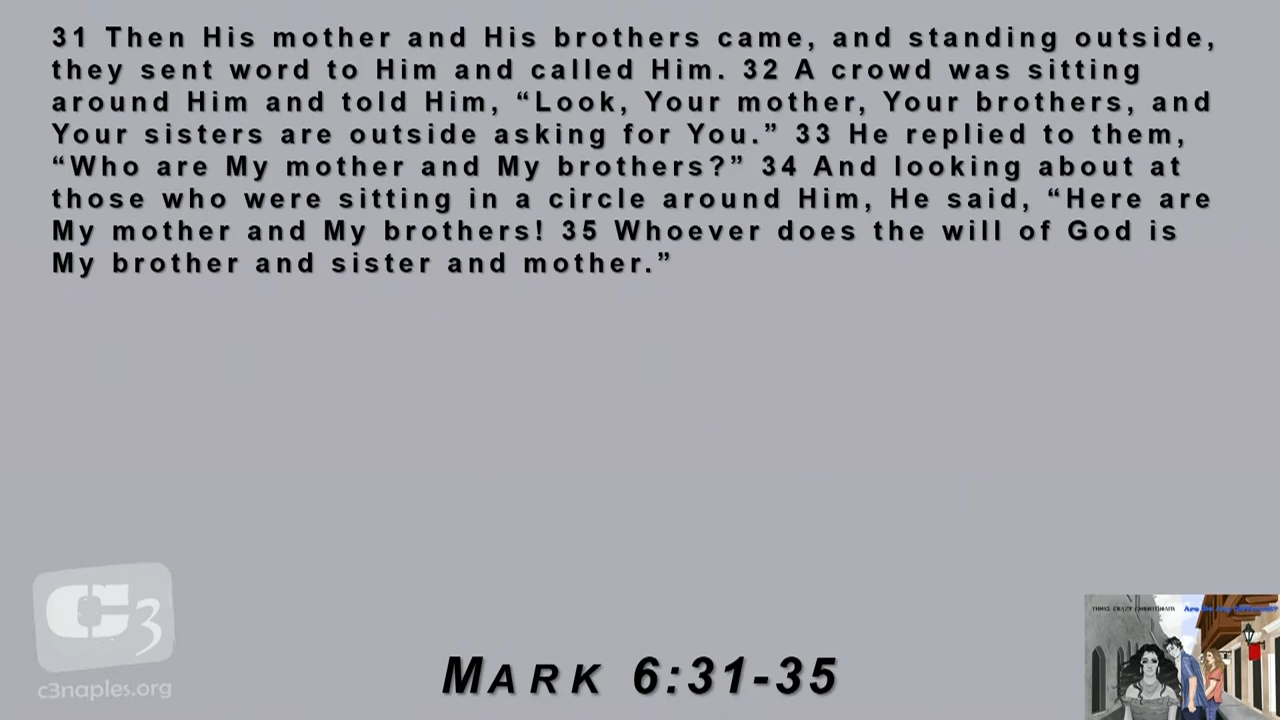 31 Then His mother and His brothers came, and standing outside,
they sent word to Him and called Him. 32 A crowd was sitting
around Him and told Him, “Look, Your mother, Your brothers, and
Your sisters are outside asking for You.” 33 He replied to them,
“Who are My mother and My brothers?” 34 And looking about at
those who were sitting in a circle around Him, He said, “Here are
My mother and My brothers! 35 Whoever does the will of God is
My brother and sister and mother.”
C3
c3naples.org
MARK 6:31-35
THOSE CRAZY CORINTHIANS